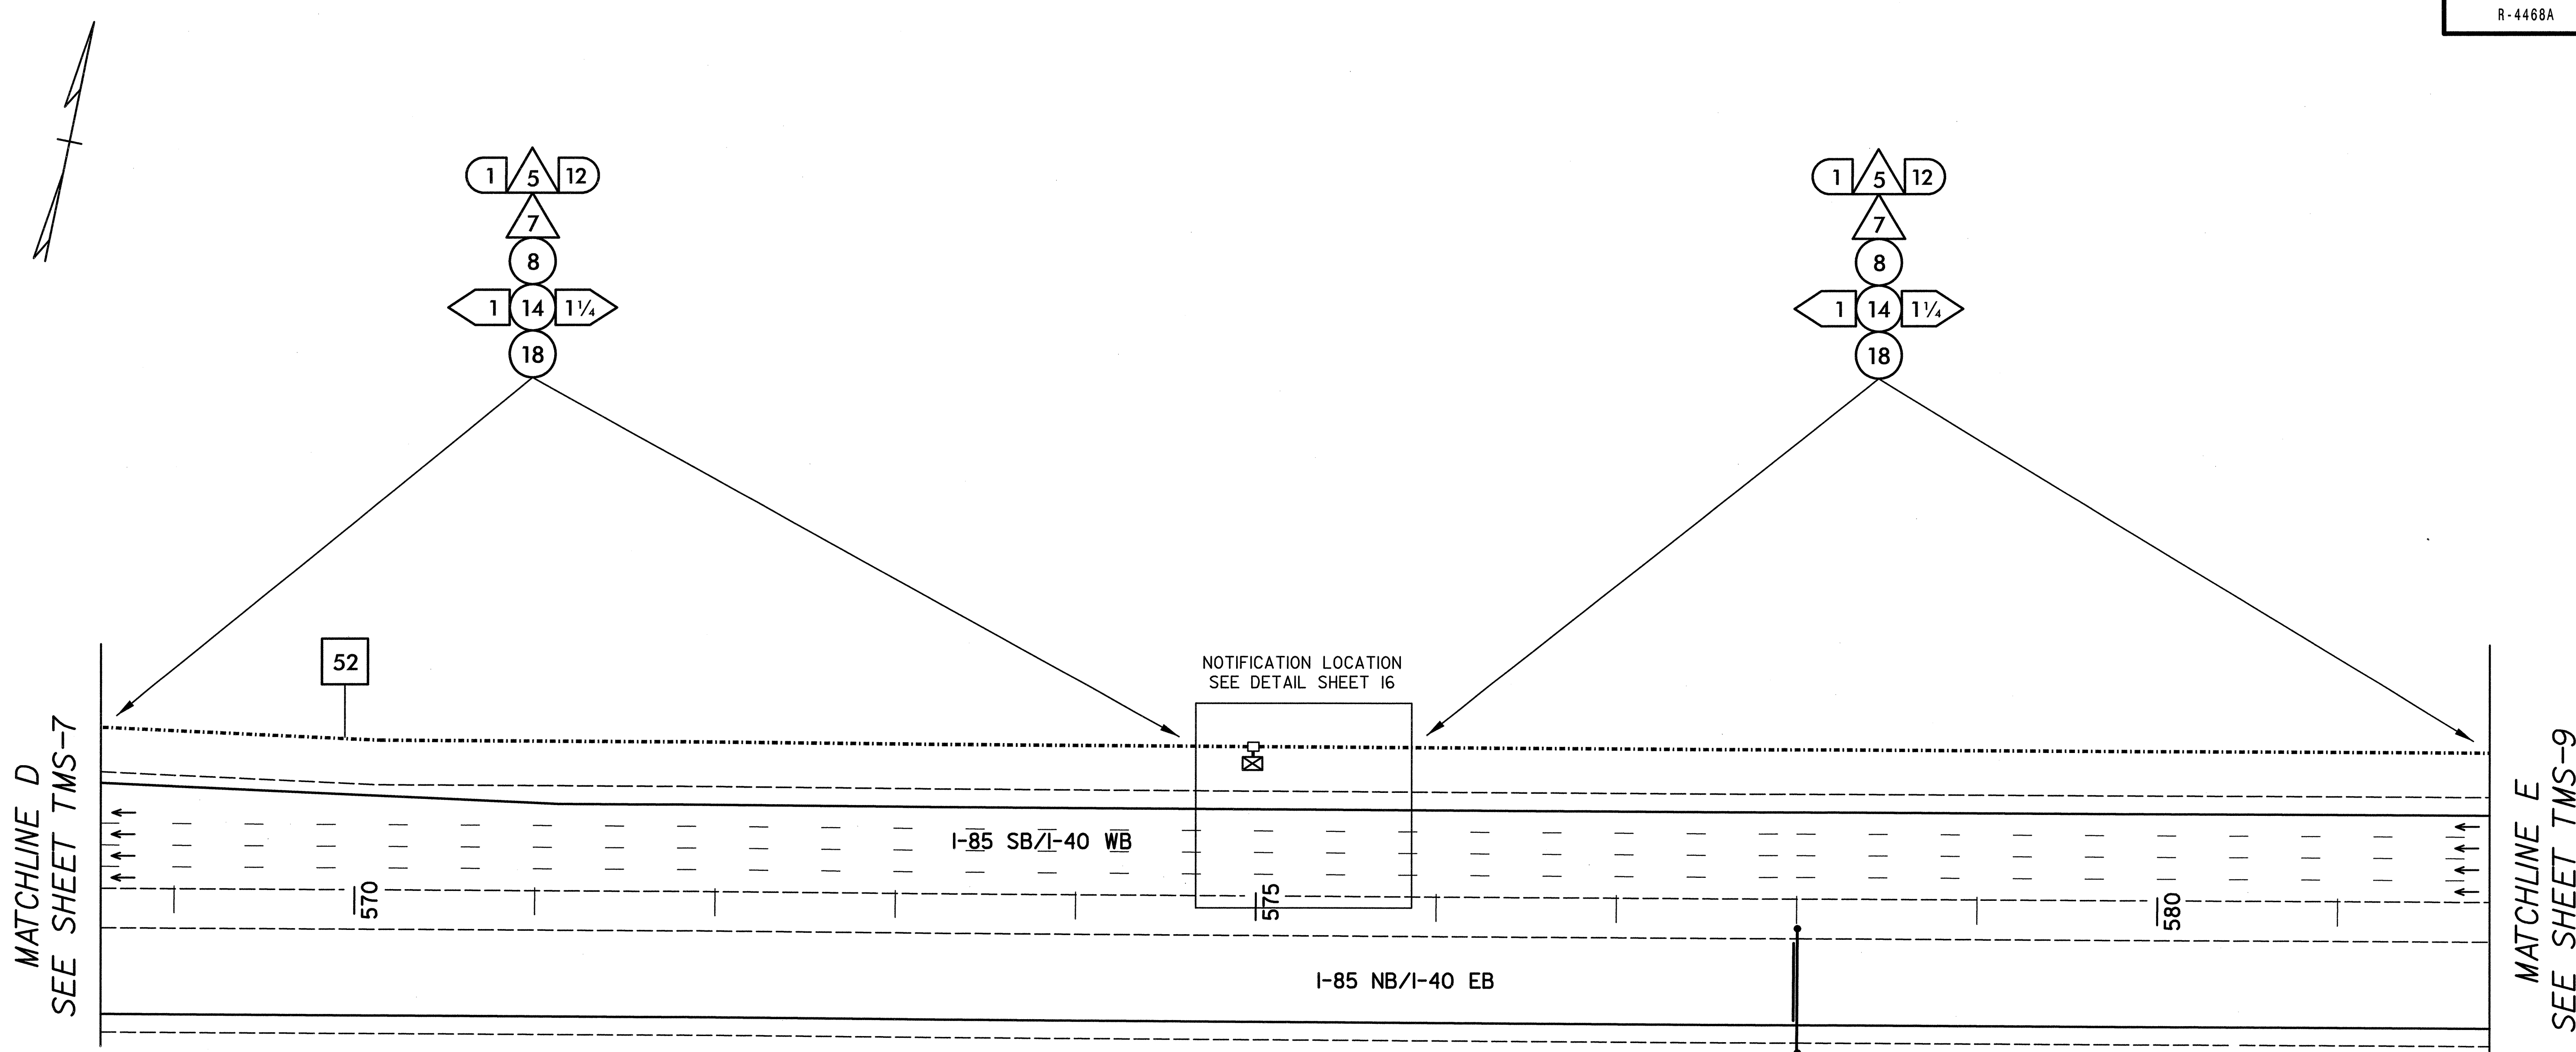 R-4468A
1 5 12
7
8
1 14 1¼
18
1 5 12
7
8
1 14 1¼
18
52
NOTIFICATION LOCATION
SEE DETAIL SHEET 16
MATCHLINE D
SEE SHEET TMS-7
I-85 SB/I-40 WB
570
575
580
I-85 NB/I-40 EB
MATCHLINE E
SEE SHEET TMS-9